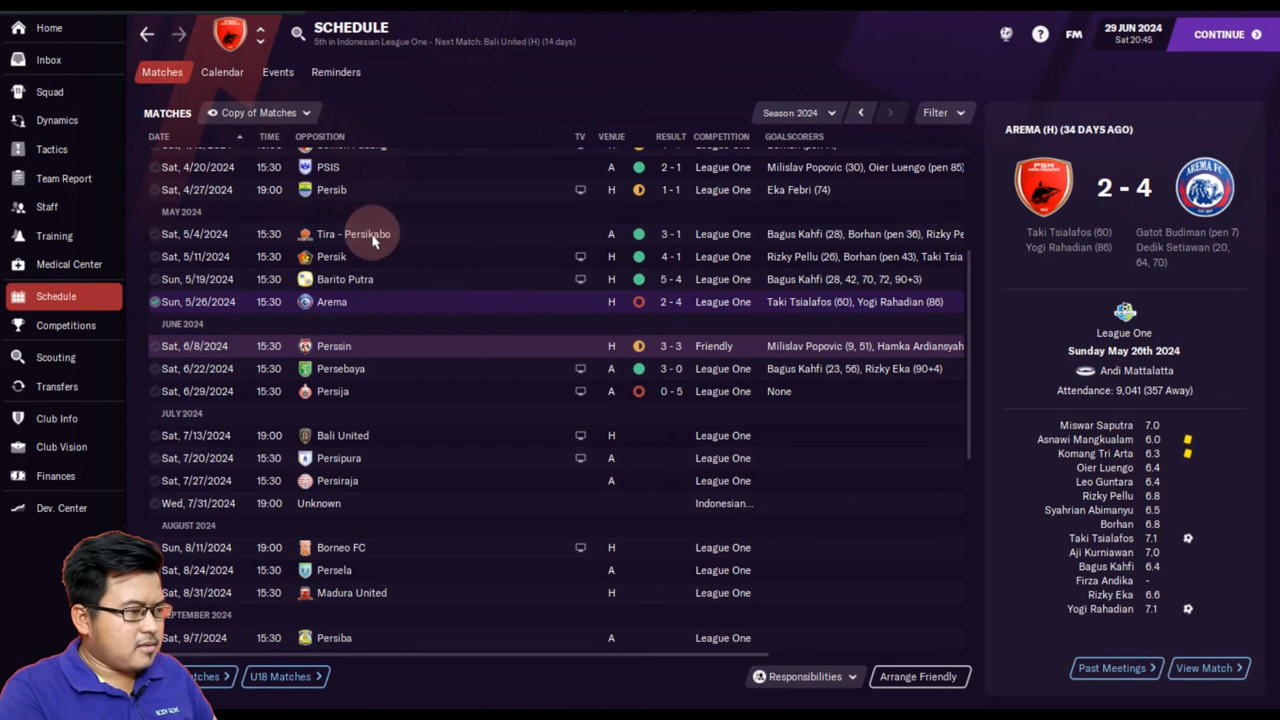 Home
Inbox
Squad
Dynamics
Tactics
Team Report
Staff
Training
Medical Center
Schedule
Competitions
Scouting
Transfers
Club Info
Club Vision
Finances
Dev. Center
SCHEDULE
5th in Indonesian League One - Next Match: Bali United (H) (14 days)
? FM 29 JUN 2024 Sat 20:45 CONTINUE
Matches Calendar Events Reminders
MATCHES Copy of Matches Season 2024 Filter
DATE TIME OPPOSITION TV VENUE RESULT COMPETITION GOALSCORERS
Sat, 4/20/2024 15:30 PSIS A 2 - 1 League One Milislav Popovic (30), Oier Luengo (pen 85)
Sat, 4/27/2024 19:00 Persib H 1 - 1 League One Eka Febri (74)
MAY 2024
Sat, 5/4/2024 15:30 Tira - Persikabo A 3 - 1 League One Bagus Kahfi (28), Borhan (pen 36), Rizky Pe
Sat, 5/11/2024 15:30 Persik H 4 - 1 League One Rizky Pellu (26), Borhan (pen 43), Taki Tsia
Sun, 5/19/2024 15:30 Barito Putra H 5 - 4 League One Bagus Kahfi (28, 42, 70, 72, 90+3)
Sun, 5/26/2024 15:30 Arema H 2 - 4 League One Taki Tsialafos (60), Yogi Rahadian (86)
JUNE 2024
Sat, 6/8/2024 15:30 Perssin H 3 - 3 Friendly Milislav Popovic (9, 51), Hamka Ardiansyah
Sat, 6/22/2024 15:30 Persebaya A 3 - 0 League One Bagus Kahfi (23, 56), Rizky Eka (90+4)
Sat, 6/29/2024 15:30 Persija A 0 - 5 League One None
JULY 2024
Sat, 7/13/2024 19:00 Bali United H League One
Sat, 7/20/2024 15:30 Persipura A League One
Sat, 7/27/2024 15:30 Persiraja A League One
Wed, 7/31/2024 19:00 Unknown Indonesian...
AUGUST 2024
Sun, 8/11/2024 19:00 Borneo FC H League One
Sat, 8/24/2024 15:30 Persela A League One
Sat, 8/31/2024 15:30 Madura United H League One
SEPTEMBER 2024
Sat, 9/7/2024 15:30 Persiba A League One
U18 Matches Responsibilities Arrange Friendly
AREMA (H) (34 DAYS AGO)
PSM 2 - 4 AREMA FC
Taki Tsialafos (60) Gatot Budiman (pen 7)
Yogi Rahadian (86) Dedik Setiawan (20,
64, 70)
League One
Sunday May 26th 2024
Andi Mattalatta
Attendance: 9,041 (357 Away)
Miswar Saputra 7.0
Asnawi Mangkualam 6.0
Komang Tri Arta 6.3
Oier Luengo 6.4
Leo Guntara 6.4
Rizky Pellu 6.8
Syahrian Abimanyu 6.5
Borhan 6.8
Taki Tsialafos 7.1
Aji Kurniawan 7.0
Bagus Kahfi 6.4
Firza Andika -
Rizky Eka 6.6
Yogi Rahadian 7.1
Past Meetings View Match
BODY GLOVE